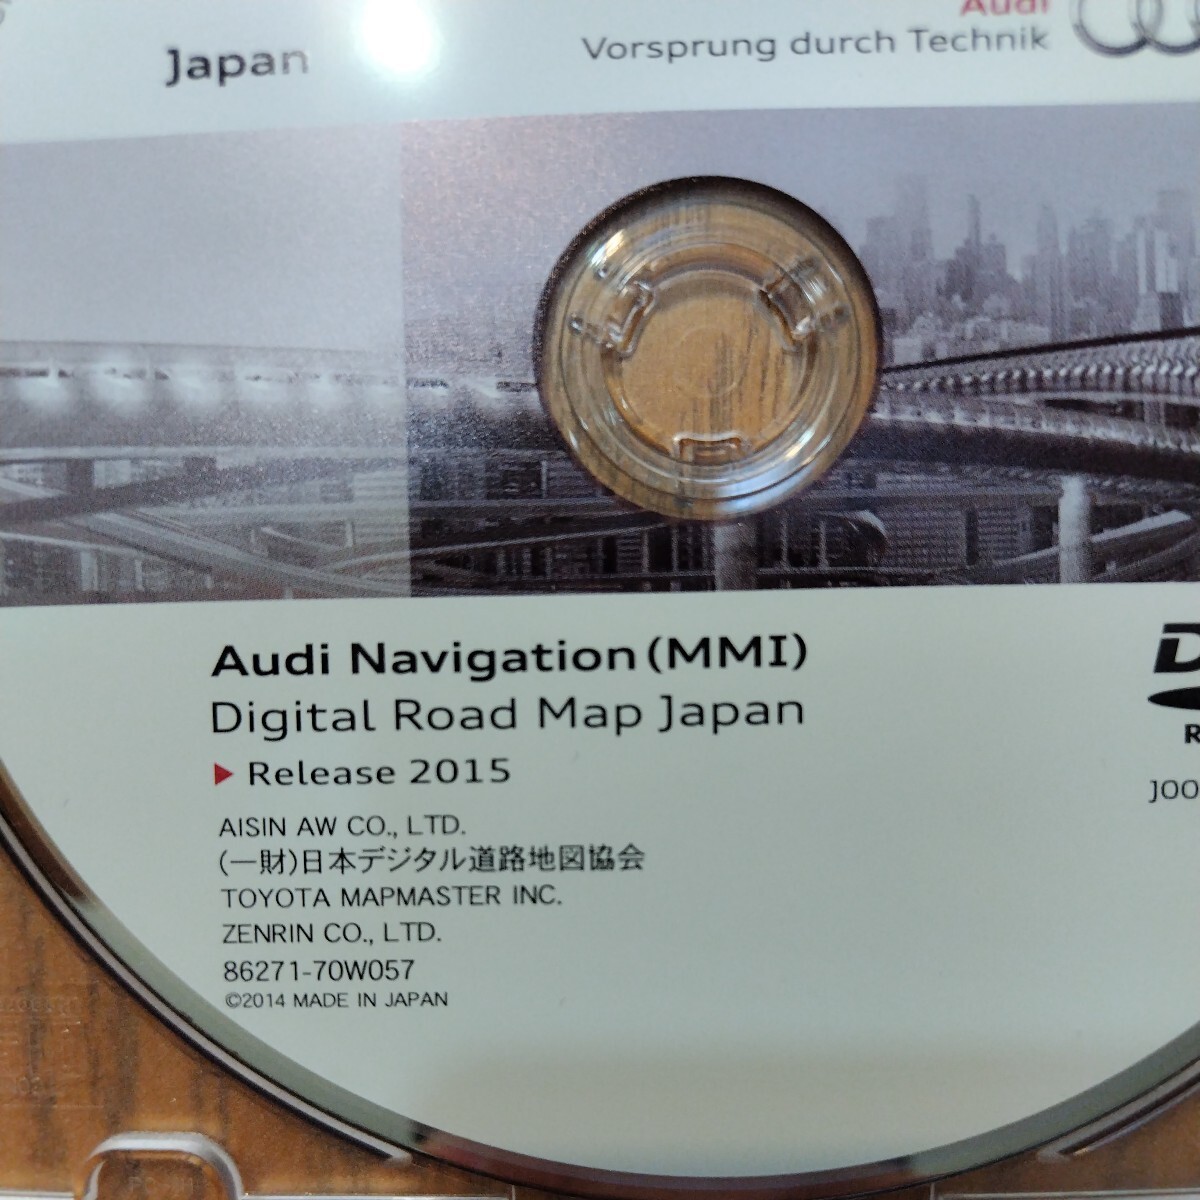 Audi
Japan
Vorsprung durch Technik
Audi Navigation (MMI)
Digital Road Map Japan
Release 2015
AISIN AW CO., LTD.
(一財)日本デジタル道路地図協会
TOYOTA MAPMASTER INC.
ZENRIN CO., LTD.
86271-70W057
©2014 MADE IN JAPAN